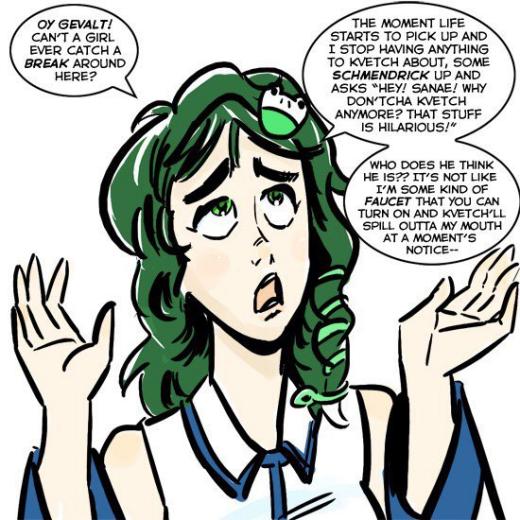 OY GEVALT!
CAN'T A GIRL
EVER CATCH A
BREAK AROUND
HERE?
THE MOMENT LIFE
STARTS TO PICK UP AND
I STOP HAVING ANYTHING
TO KVETCH ABOUT, SOME
SCHMENDRICK UP AND
ASKS "HEY! SANAE! WHY
DON'TCHA KVETCH
ANYMORE? THAT STUFF
IS HILARIOUS!"
WHO DOES HE THINK
HE IS?? IT'S NOT LIKE
I'M SOME KIND OF
FAUCET THAT YOU CAN
TURN ON AND KVETCH'LL
SPILL OUTTA MY MOUTH
AT A MOMENT'S
NOTICE--